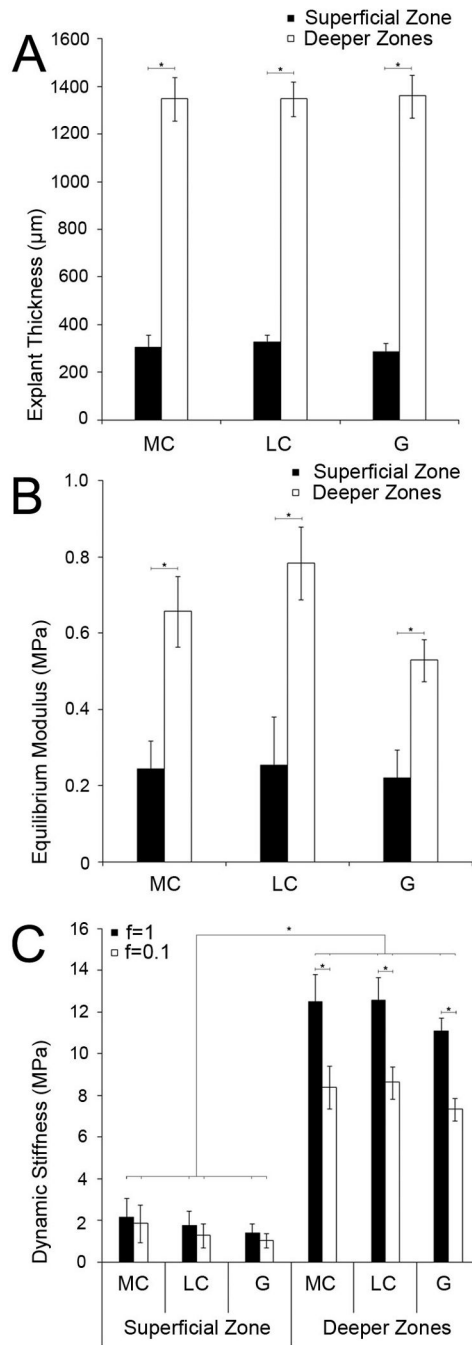 A
Superficial Zone
Deeper Zones
Explant Thickness (µm)
1600
1400
1200
1000
800
600
400
200
0
* * *
MC LC G
B
Superficial Zone
Deeper Zones
Equilibrium Modulus (MPa)
1.0
0.8
0.6
0.4
0.2
0
* * *
MC LC G
C
f=1
f=0.1
Dynamic Stiffness (MPa)
16
14
12
10
8
6
4
2
0
*
* * *
MC LC G MC LC G
Superficial Zone Deeper Zones